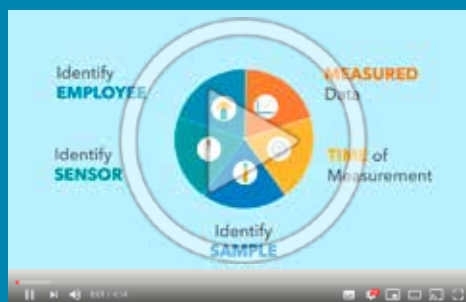 Identify
EMPLOYEE
MEASURED
Data
Identify
SENSOR
TIME of
Measurement
Identify
SAMPLE